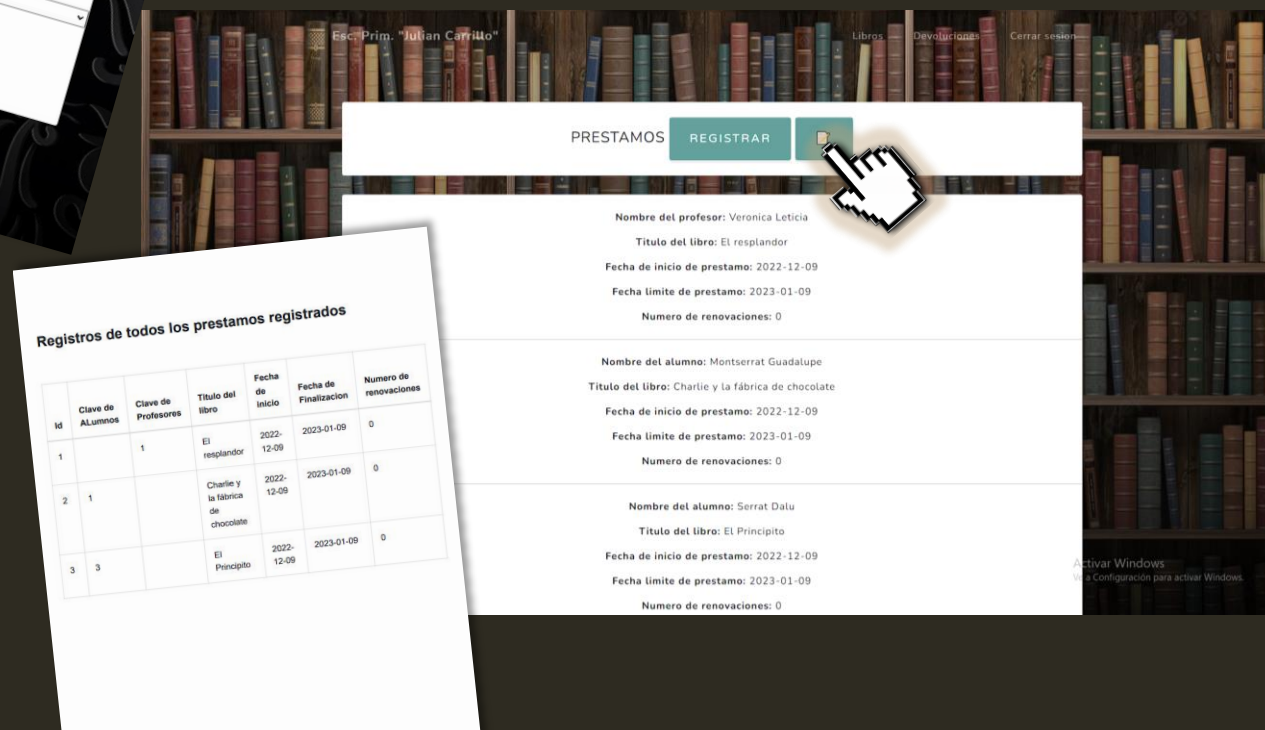 Esc. Prim. "Julian Carrillo"
Libros
Devoluciones
Cerrar sesion
PRESTAMOS
REGISTRAR
Nombre del profesor: Veronica Leticia
Titulo del libro: El resplandor
Fecha de inicio de prestamo: 2022-12-09
Fecha limite de prestamo: 2023-01-09
Numero de renovaciones: 0
Nombre del alumno: Montserrat Guadalupe
Titulo del libro: Charlie y la fábrica de chocolate
Fecha de inicio de prestamo: 2022-12-09
Fecha limite de prestamo: 2023-01-09
Numero de renovaciones: 0
Nombre del alumno: Serrat Dalu
Titulo del libro: El Principito
Fecha de inicio de prestamo: 2022-12-09
Fecha limite de prestamo: 2023-01-09
Numero de renovaciones: 0
Activar Windows
Ve a Configuración para activar Windows.
Registros de todos los prestamos registrados
Id
Clave de
ALumnos
Clave de
Profesores
Titulo del
libro
Fecha
de
inicio
Fecha de
Finalizacion
Numero de
renovaciones
1
1
El
resplandor
2022-
12-09
2023-01-09
0
2
1
Charlie y
la fábrica
de
chocolate
2022-
12-09
2023-01-09
0
3
3
El
Principito
2022-
12-09
2023-01-09
0